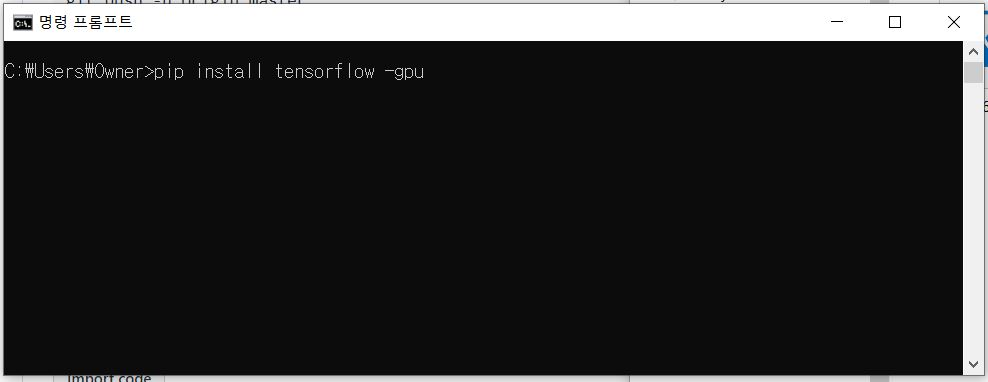 명령 프롬프트
C:\Users\Owner>pip install tensorflow -gpu
Import code